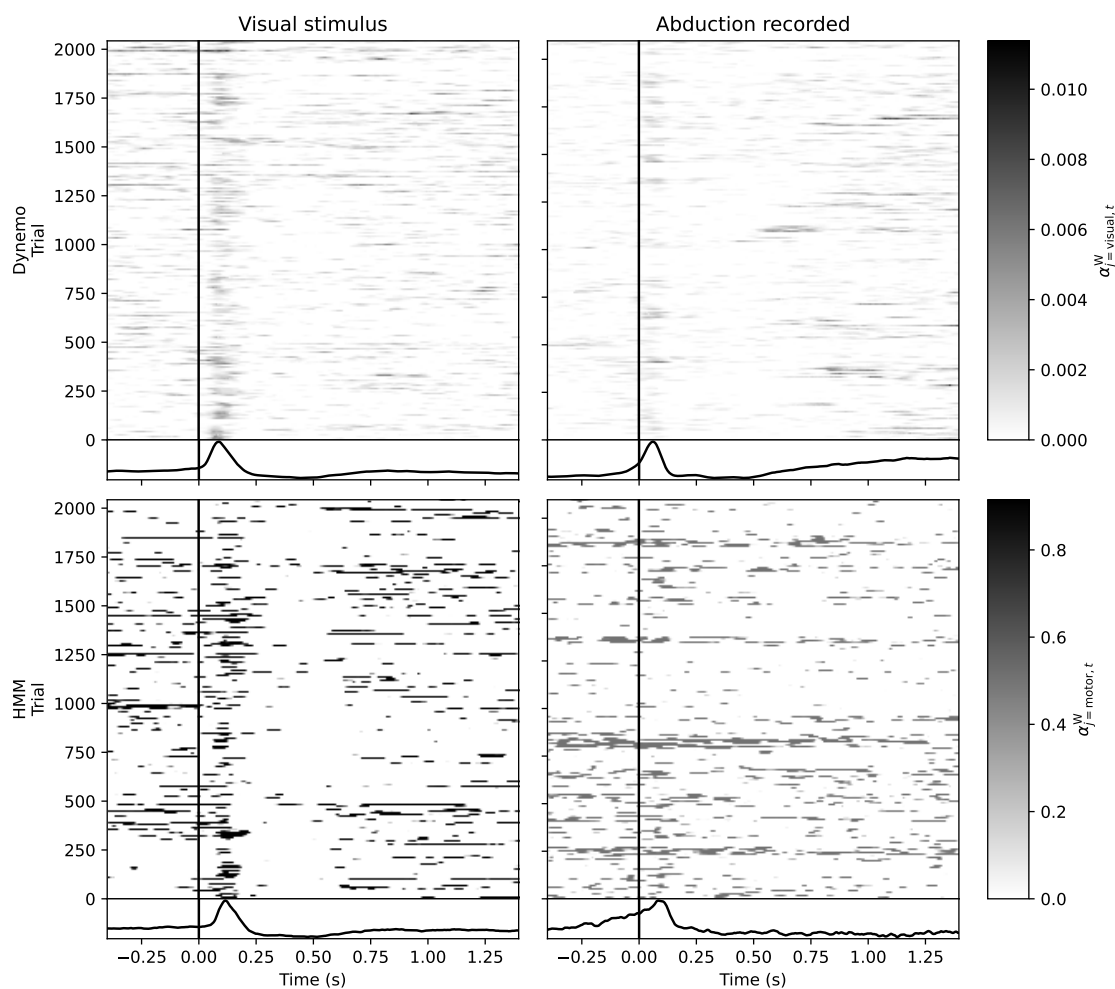 Visual stimulus
Abduction recorded
Dynemo
Trial
2000
1750
1500
1250
1000
750
500
250
0
0.010
0.008
0.006
0.004
0.002
0.000
α^W_{j = visual, t}
HMM
Trial
2000
1750
1500
1250
1000
750
500
250
0
0.8
0.6
0.4
0.2
0.0
α^W_{j = motor, t}
−0.25 0.00 0.25 0.50 0.75 1.00 1.25
Time (s)
−0.25 0.00 0.25 0.50 0.75 1.00 1.25
Time (s)